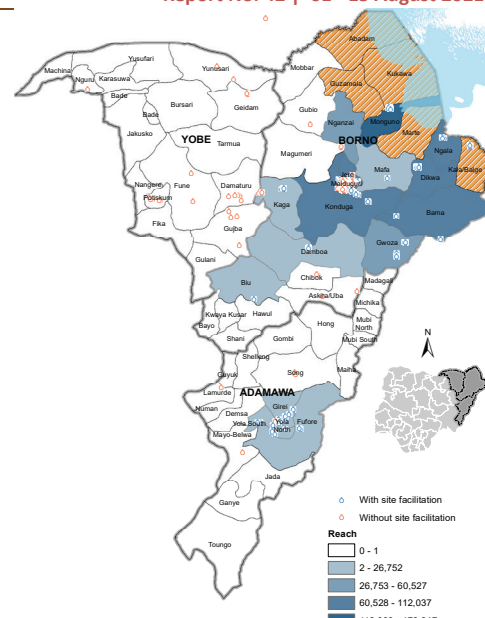 Abadam
Yusufari
Machina
Yunusari
Mobbar
Kukawa
Nguru
Karasuwa
Guzamala
Bade
Geidam
Bursari
Gubio
Bade
Nganzai
Monguno
Jakusko
YOBE
BORNO
Marte
Tarmua
Ngala
Magumeri
Jere
Mafa
Kala/Balge
Nangere
Fune
Damaturu
Maiduguri
Dikwa
Potiskum
Kaga
Konduga
Bama
Fika
Gujba
Gwoza
Damboa
Gulani
Chibok
Biu
Madagali
Askira/Uba
Michika
Kwaya Kusar
Hawul
Mubi
North
Bayo
Hong
Shani
Gombi
Mubi South
N
Shelleng
Maiha
Guyuk
Song
Lamurde
ADAMAWA
Numan
Girei
Demsa
Yola South
Yola
North
Fufore
Mayo-Belwa
Jada
Ganye
Toungo
With site facilitation
Without site facilitation
Reach
0 - 1
2 - 26,752
26,753 - 60,527
60,528 - 112,037